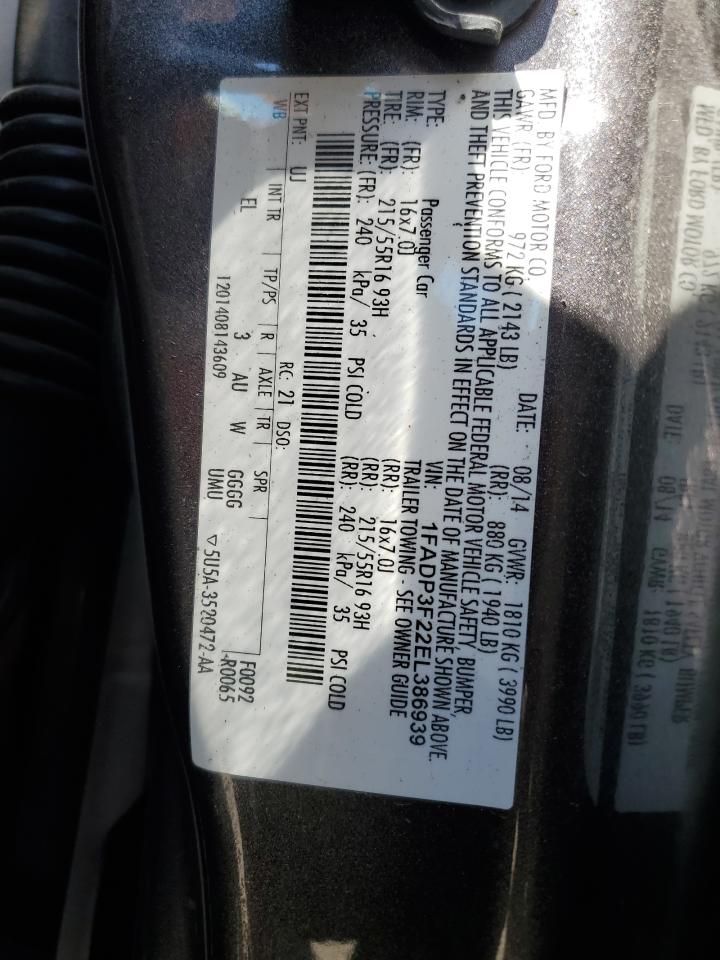 MFD. BY FORD MOTOR CO. DATE: 08/14 GVWR: 1810 KG ( 3990 LB)
GAWR: (FR) 972 KG ( 2143 LB) (RR): 880 KG ( 1940 LB)
THIS VEHICLE CONFORMS TO ALL APPLICABLE FEDERAL MOTOR VEHICLE SAFETY, BUMPER,
AND THEFT PREVENTION STANDARDS IN EFFECT ON THE DATE OF MANUFACTURE SHOWN ABOVE.
VIN: 1FADP3F22EL386939
TYPE: Passenger Car TRAILER TOWING - SEE OWNER GUIDE
RIM: (FR): 16x7.0J (RR): 16x7.0J
TIRE: (FR): 215/55R16 93H (RR): 215/55R16 93H
PRESSURE: (FR): 240 kPa/ 35 PSI COLD (RR): 240 kPa/ 35 PSI COLD
EXT PNT: UJ RC: 21 DSO: F0092
WB INT TR TP/PS R AXLE TR SPR -R0065
EL 3 AU W GGGG
UMU
1201408143609 ▽5U5A-3520472-AA